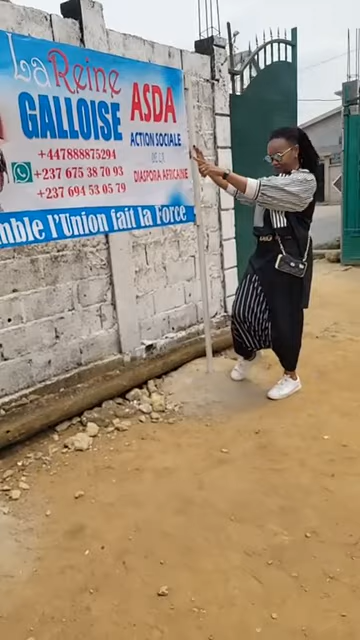 La Reine
GALLOISE
+447888875294
+237 675 38 70 93
+237 694 53 05 79
ASDA
ACTION SOCIALE
DE LA
DIASPORA AFRICAINE
mble l'Union fait la Force